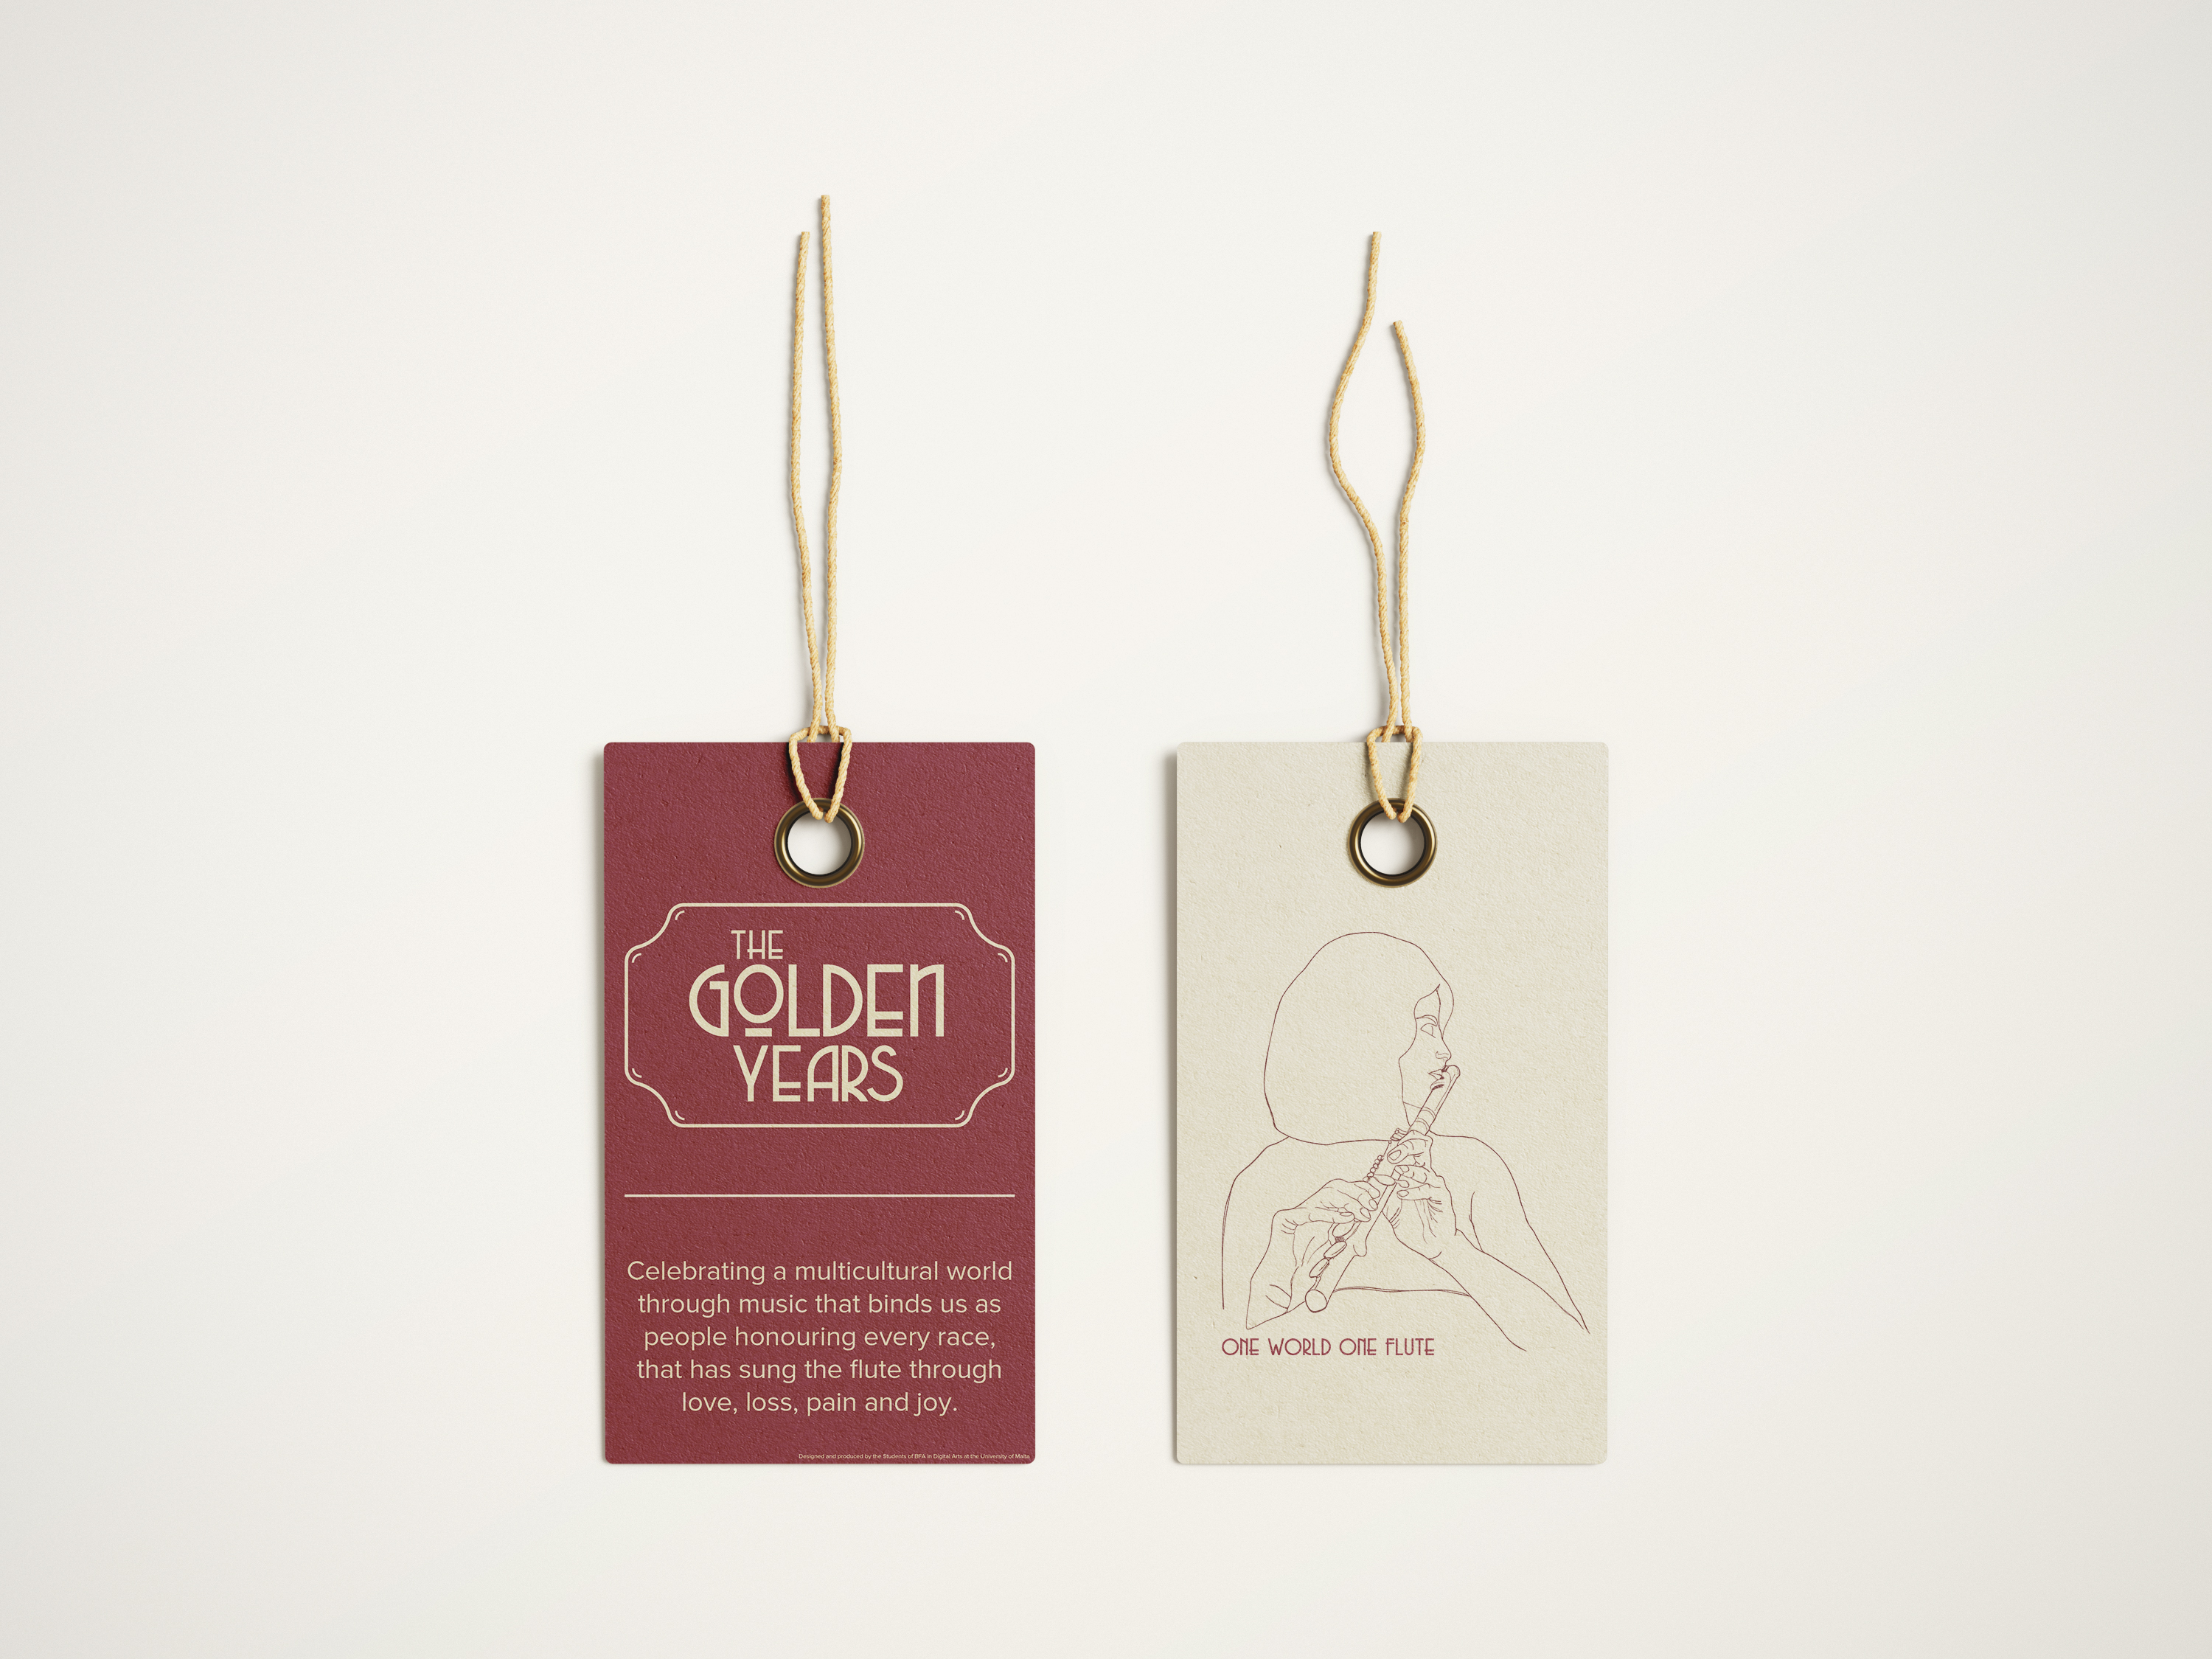 THE
GOLDEN
YEARS
Celebrating a multicultural world
through music that binds us as
people honouring every race,
that has sung the flute through
love, loss, pain and joy.
Designed and produced by the Students of BFA in Digital Arts at the University of Malta
ONE WORLD ONE FLUTE